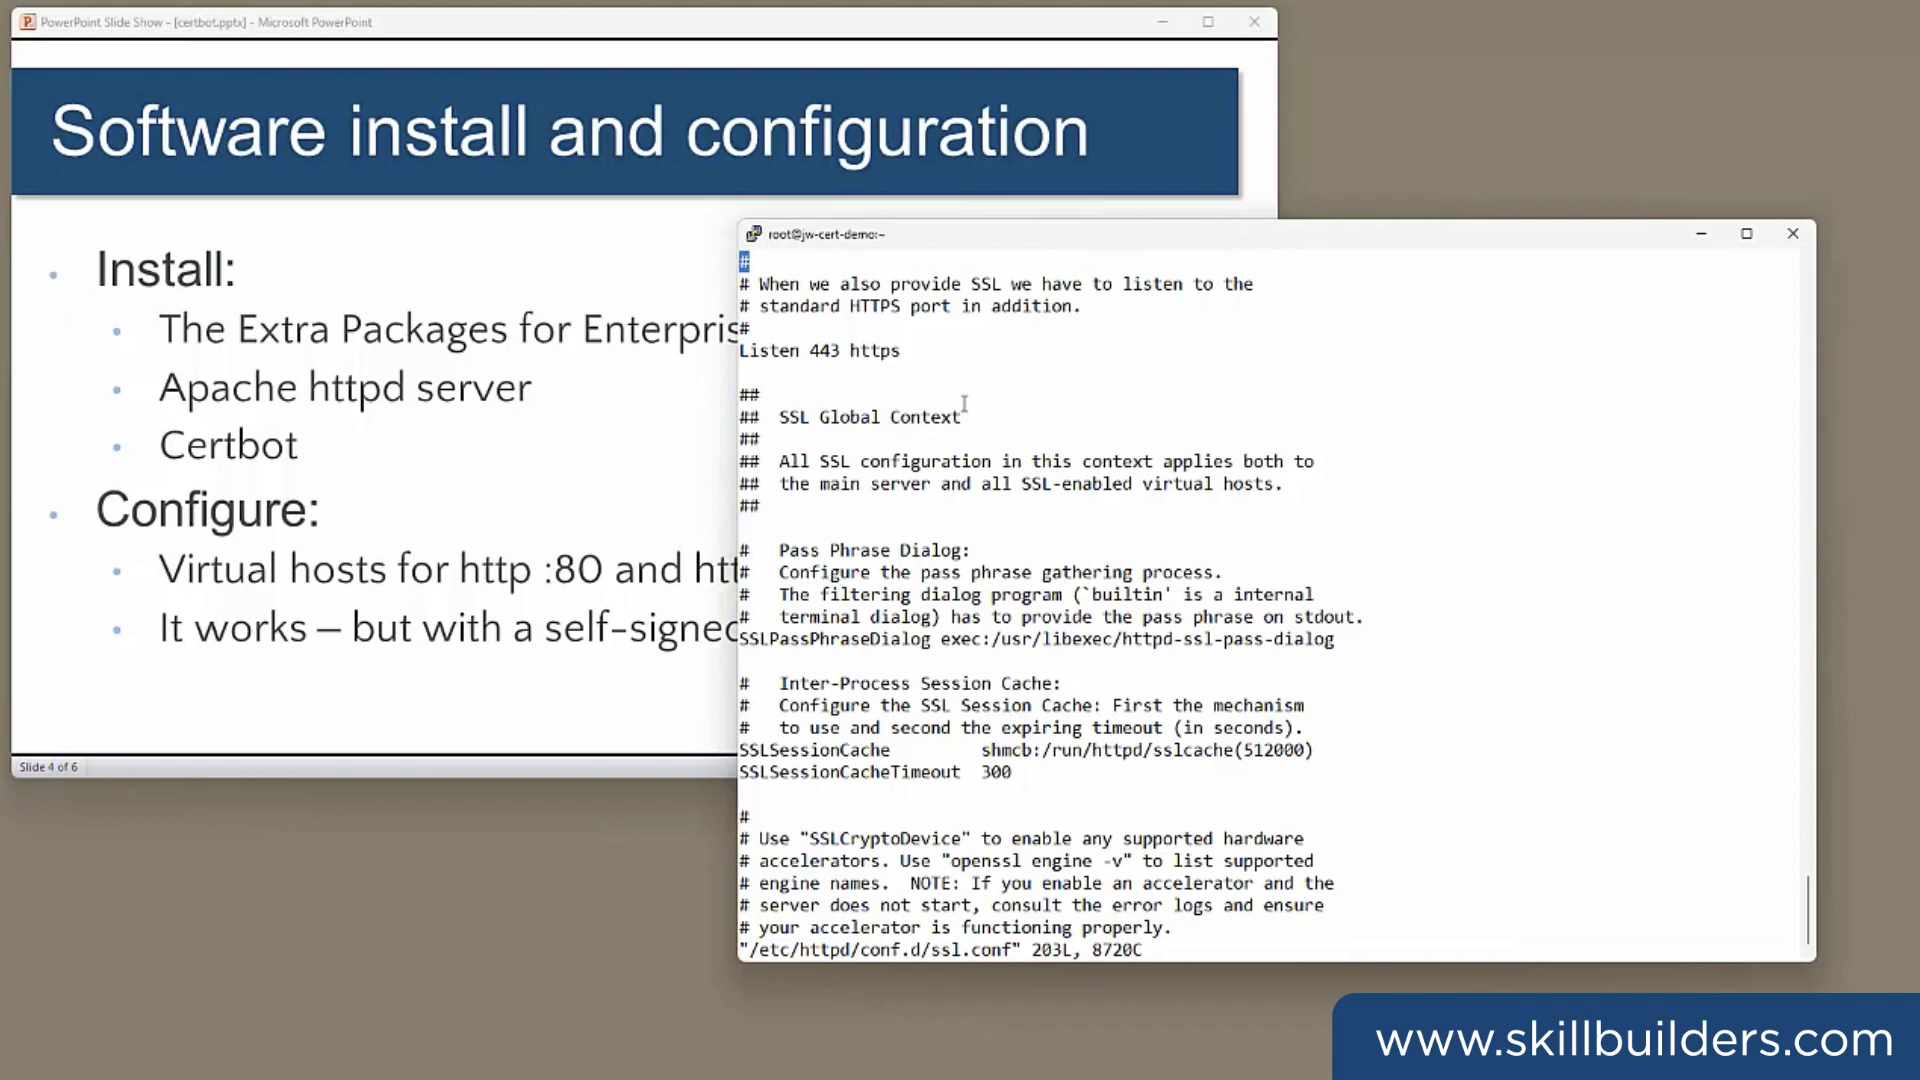 PowerPoint Slide Show - [certbot.pptx] - Microsoft PowerPoint
Software install and configuration
• Install:
• The Extra Packages for Enterpris
• Apache httpd server
• Certbot
• Configure:
• Virtual hosts for http :80 and htt
• It works – but with a self-signed
Slide 4 of 6
root@jw-cert-demo:~
#
# When we also provide SSL we have to listen to the
# standard HTTPS port in addition.
#
Listen 443 https
##
##  SSL Global Context
##
##  All SSL configuration in this context applies both to
##  the main server and all SSL-enabled virtual hosts.
##
#   Pass Phrase Dialog:
#   Configure the pass phrase gathering process.
#   The filtering dialog program (`builtin' is a internal
#   terminal dialog) has to provide the pass phrase on stdout.
SSLPassPhraseDialog exec:/usr/libexec/httpd-ssl-pass-dialog
#   Inter-Process Session Cache:
#   Configure the SSL Session Cache: First the mechanism
#   to use and second the expiring timeout (in seconds).
SSLSessionCache         shmcb:/run/httpd/sslcache(512000)
SSLSessionCacheTimeout  300
#
# Use "SSLCryptoDevice" to enable any supported hardware
# accelerators. Use "openssl engine -v" to list supported
# engine names.  NOTE: If you enable an accelerator and the
# server does not start, consult the error logs and ensure
# your accelerator is functioning properly.
"/etc/httpd/conf.d/ssl.conf" 203L, 8720C
www.skillbuilders.com